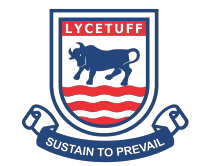 LYCETUFF
SUSTAIN TO PREVAIL